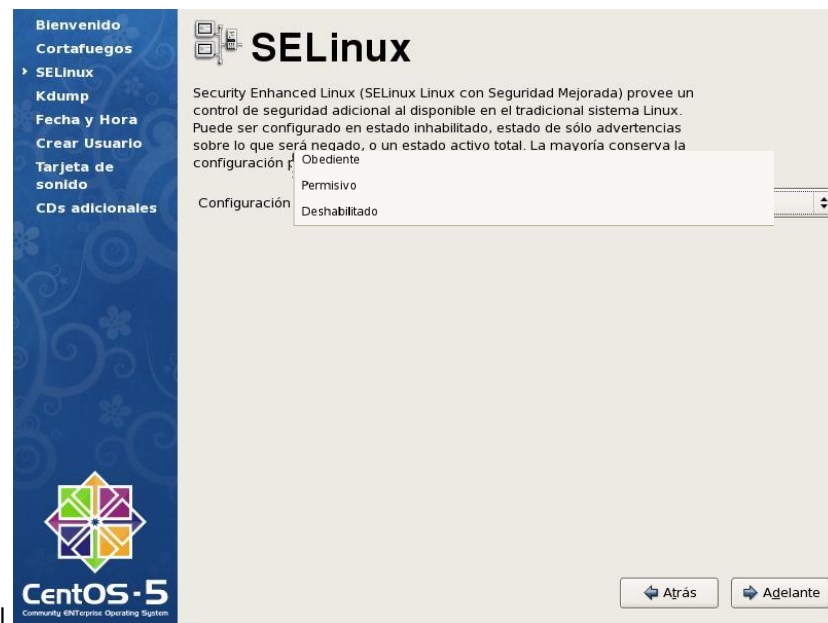 Bienvenido
Cortafuegos
SELinux
Kdump
Fecha y Hora
Crear Usuario
Tarjeta de
sonido
CDs adicionales
SELinux
Security Enhanced Linux (SELinux Linux con Seguridad Mejorada) provee un
control de seguridad adicional al disponible en el tradicional sistema Linux.
Puede ser configurado en estado inhabilitado, estado de sólo advertencias
sobre lo que será negado, o un estado activo total. La mayoría conserva la
configuración
Obediente
Permisivo
Configuración
Deshabilitado
Atrás
Adelante
CentOS-5
Community ENTerprise Operating System